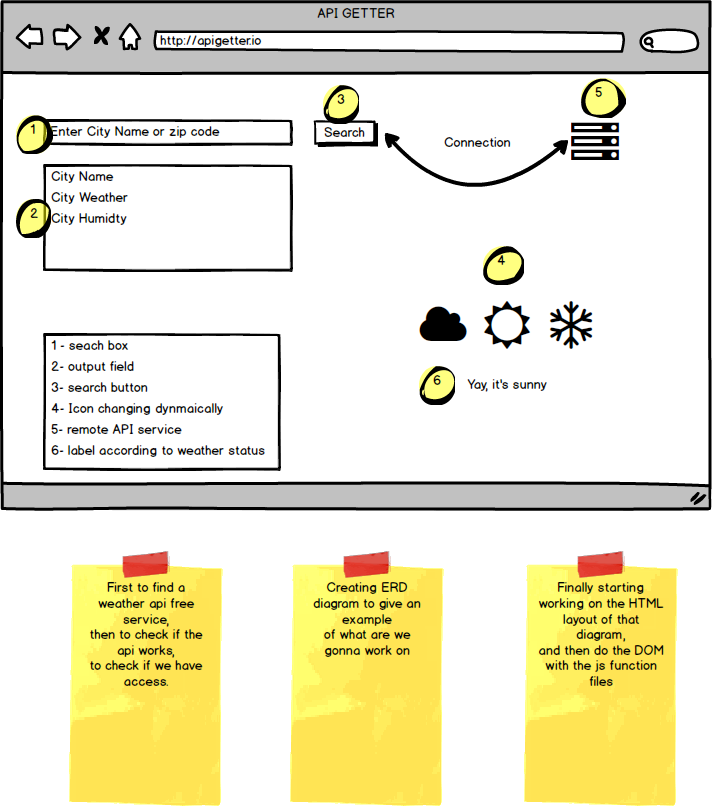 API GETTER
http://apigetter.io
3
5
1
Enter City Name or zip code
Search
Connection
City Name
City Weather
2
City Humidty
4
1 - seach box
2- output field
3- search button
4- Icon changing dynmaically
5- remote API service
6- label according to weather status
6
Yay, it's sunny
First to find a
weather api free
service,
then to check if the
api works,
to check if we have
access.
Creating ERD
diagram to give an
example
of what are we
gonna work on
Finally starting
working on the HTML
layout of that
diagram,
and then do the DOM
with the js function
files